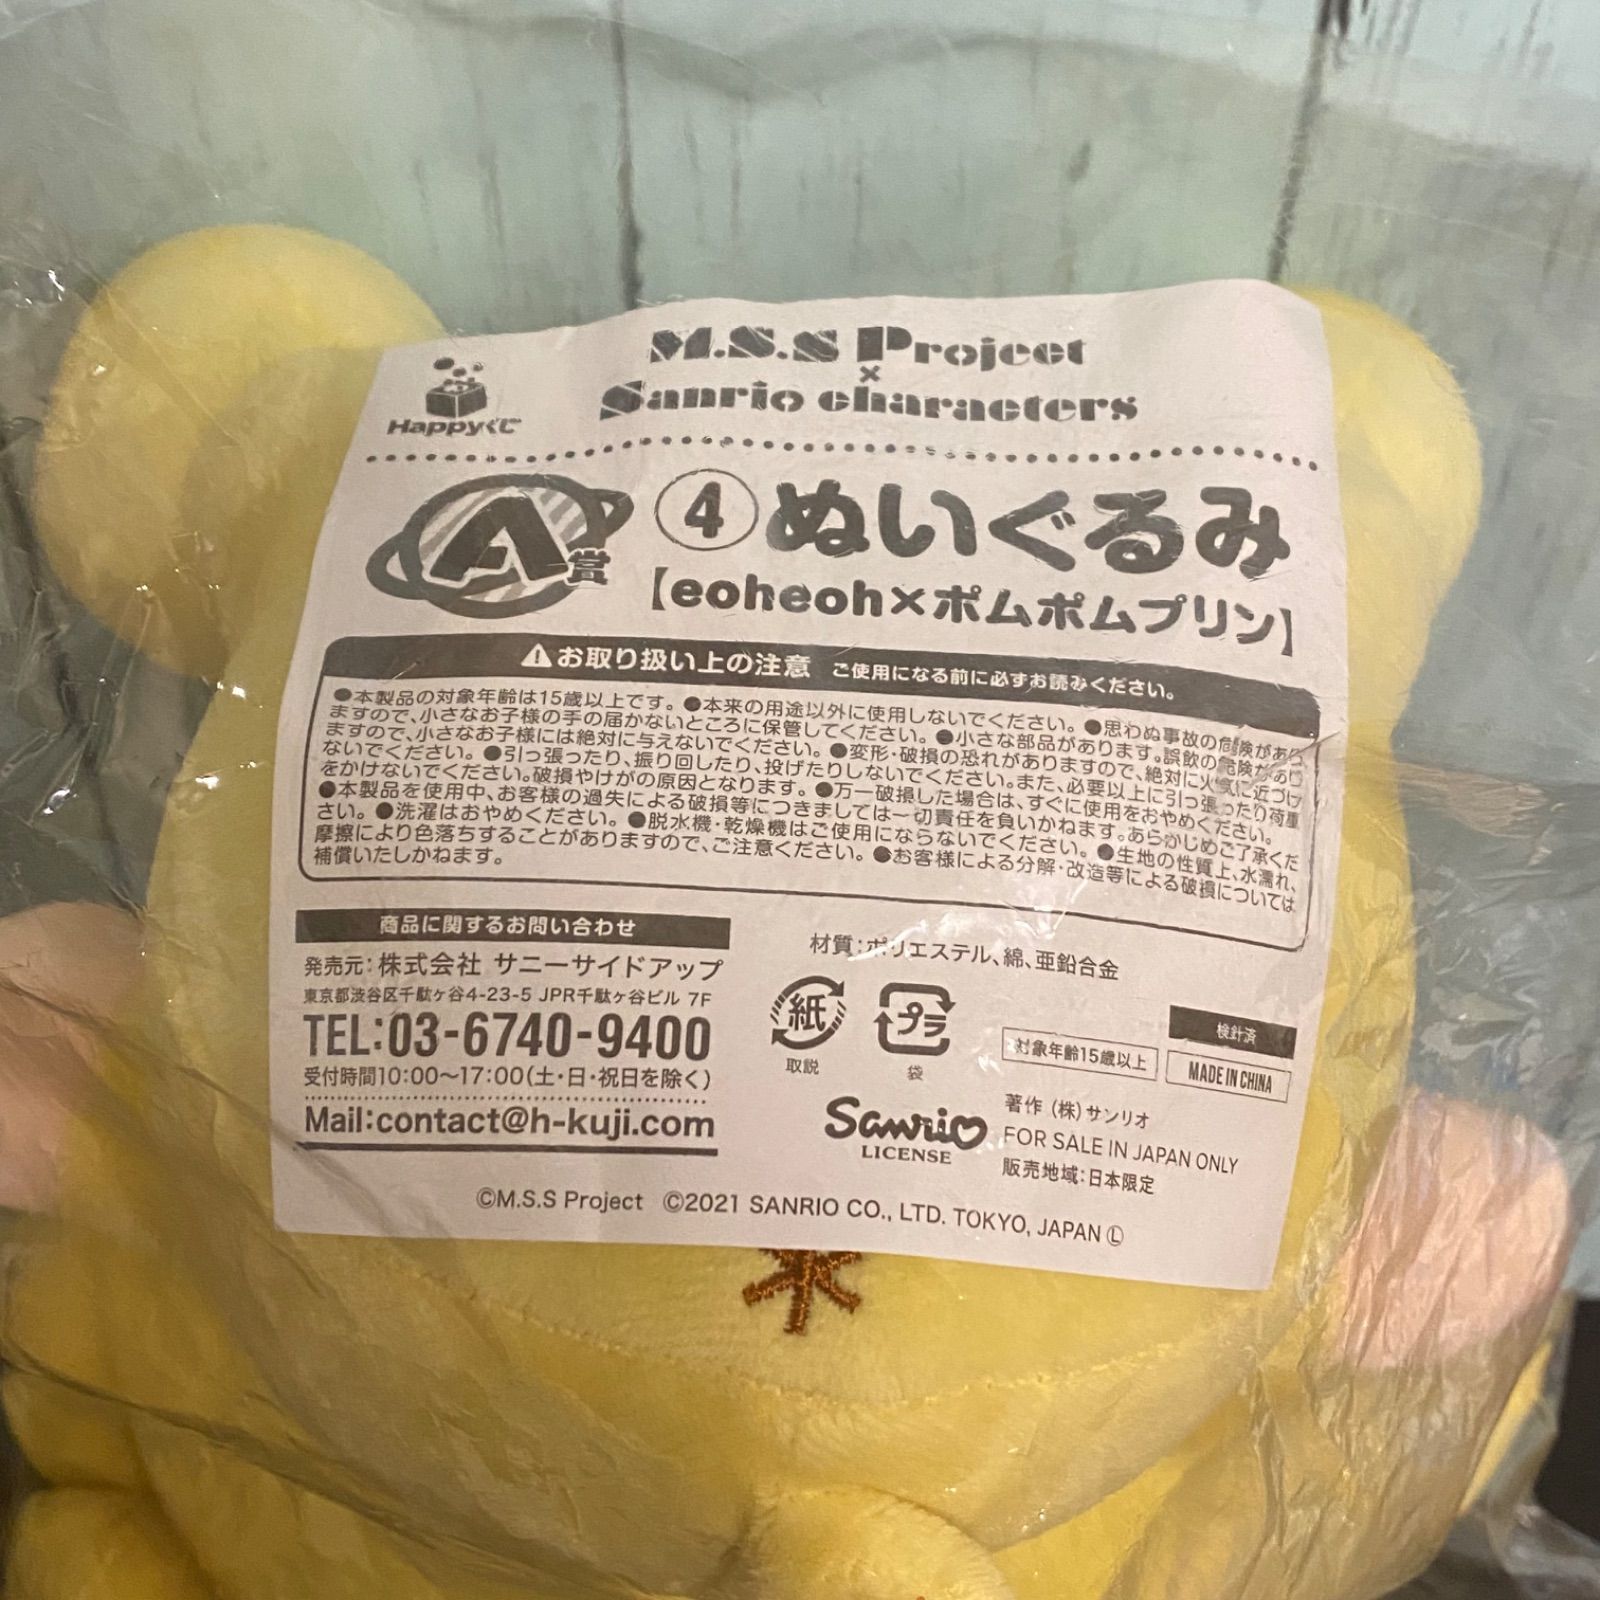 Happyくじ
M.S.S Project
×
Sanrio characters
A賞
④ぬいぐるみ
【eoheoh×ポムポムプリン】
⚠お取り扱い上の注意 ご使用になる前に必ずお読みください。
●本製品の対象年齢は15歳以上です。●本来の用途以外に使用しないでください。●思わぬ事故の危険があり
ますので、小さなお子様の手の届かないところに保管してください。●小さな部品があります。誤飲の危険があり
ますので、小さなお子様には絶対に与えないでください。●変形・破損の恐れがありますので、絶対に火気に近づけ
ないでください。●引っ張ったり、振り回したり、投げたりしないでください。また、必要以上に引っ張ったり荷重
をかけないでください。破損やけがの原因となります。●万一破損した場合は、すぐに使用をおやめください。
●本製品を使用中、お客様の過失による破損等につきましては一切責任を負いかねます。あらかじめご了承くだ
さい。●洗濯はおやめください。●脱水機・乾燥機はご使用にならないでください。●生地の性質上、水濡れ、
摩擦により色落ちすることがありますので、ご注意ください。●お客様による分解・改造等による破損については
補償いたしかねます。
商品に関するお問い合わせ
発売元:株式会社 サニーサイドアップ
東京都渋谷区千駄ヶ谷4-23-5 JPR千駄ヶ谷ビル 7F
TEL:03-6740-9400
受付時間10:00～17:00(土・日・祝日を除く)
Mail:contact@h-kuji.com
材質:ポリエステル、綿、亜鉛合金
紙
取説
プラ
袋
対象年齢15歳以上
検針済
MADE IN CHINA
Sanrio
LICENSE
著作 (株)サンリオ
FOR SALE IN JAPAN ONLY
販売地域:日本限定
©M.S.S Project ©2021 SANRIO CO., LTD. TOKYO, JAPAN Ⓛ